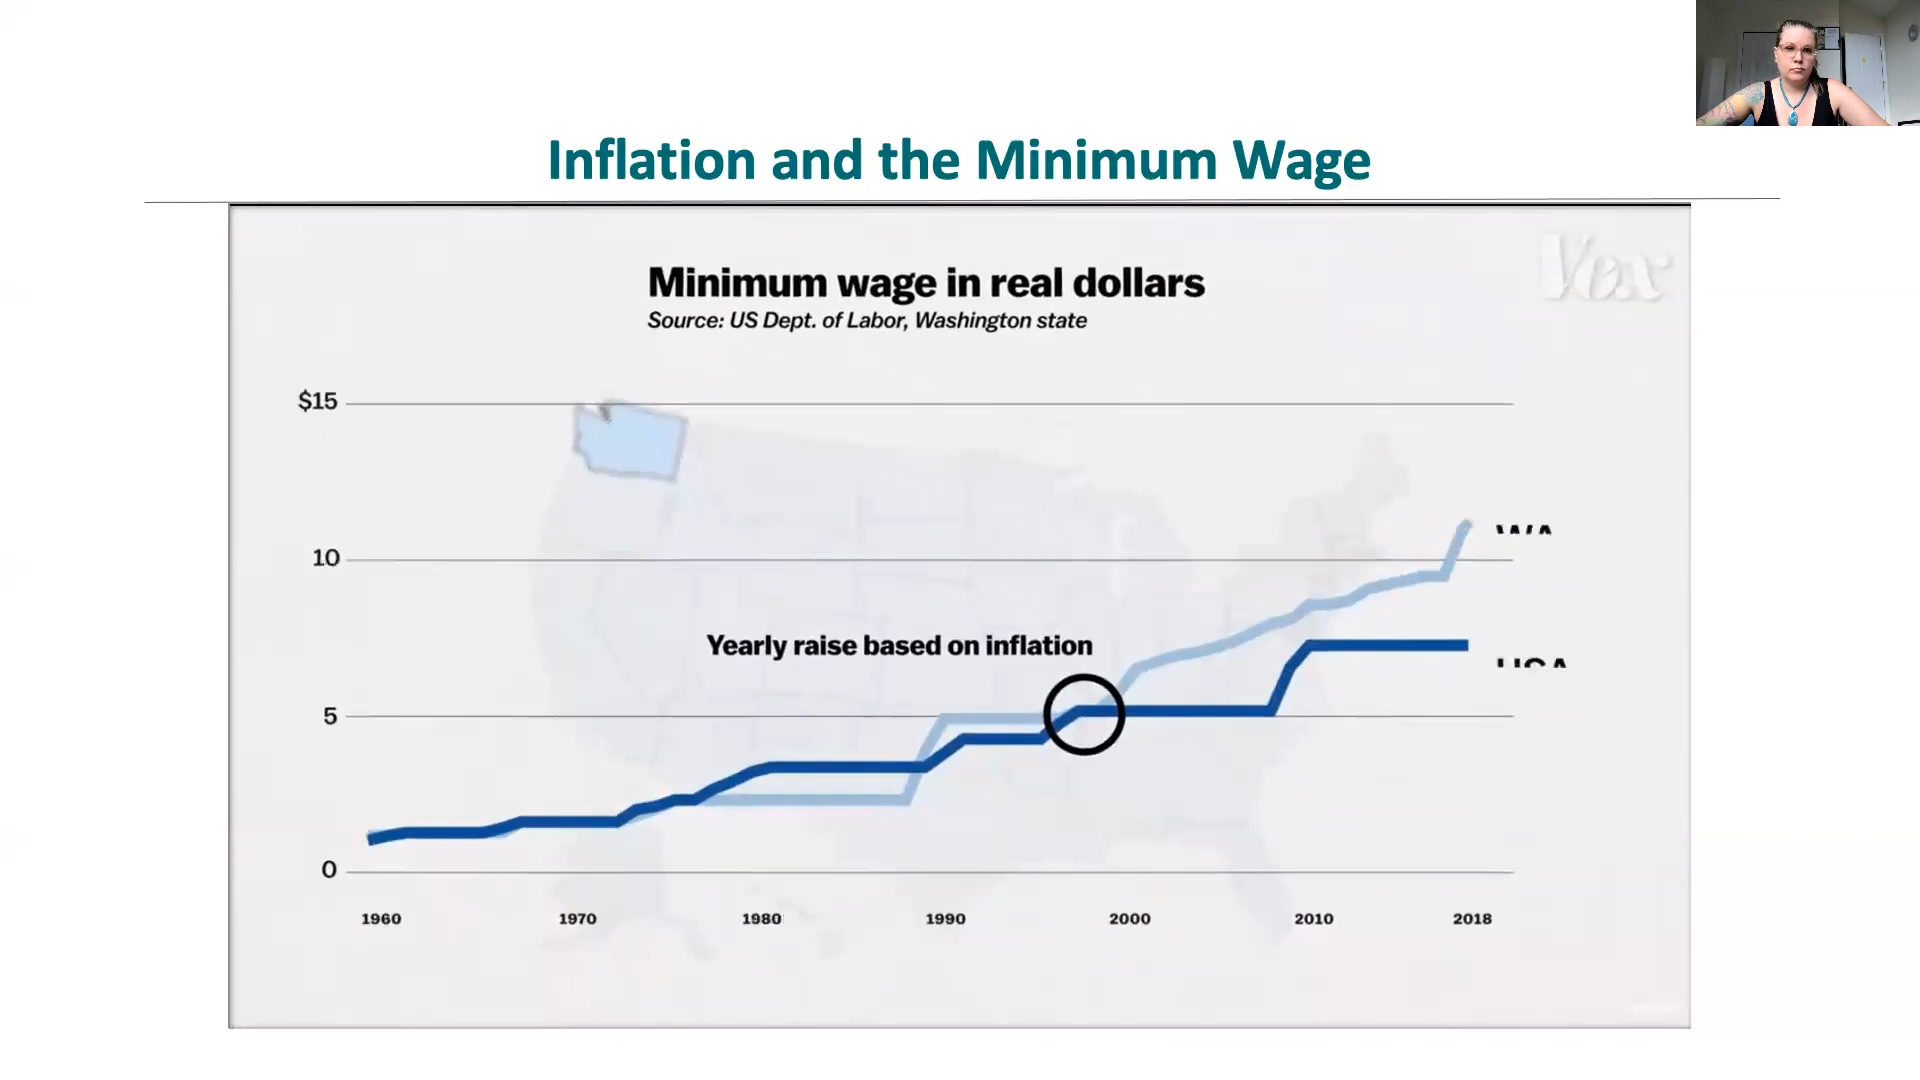 Inflation and the Minimum Wage
Vox
Minimum wage in real dollars
Source: US Dept. of Labor, Washington state
$15
10
Yearly raise based on inflation
5
0
1960 1970 1980 1990 2000 2010 2018